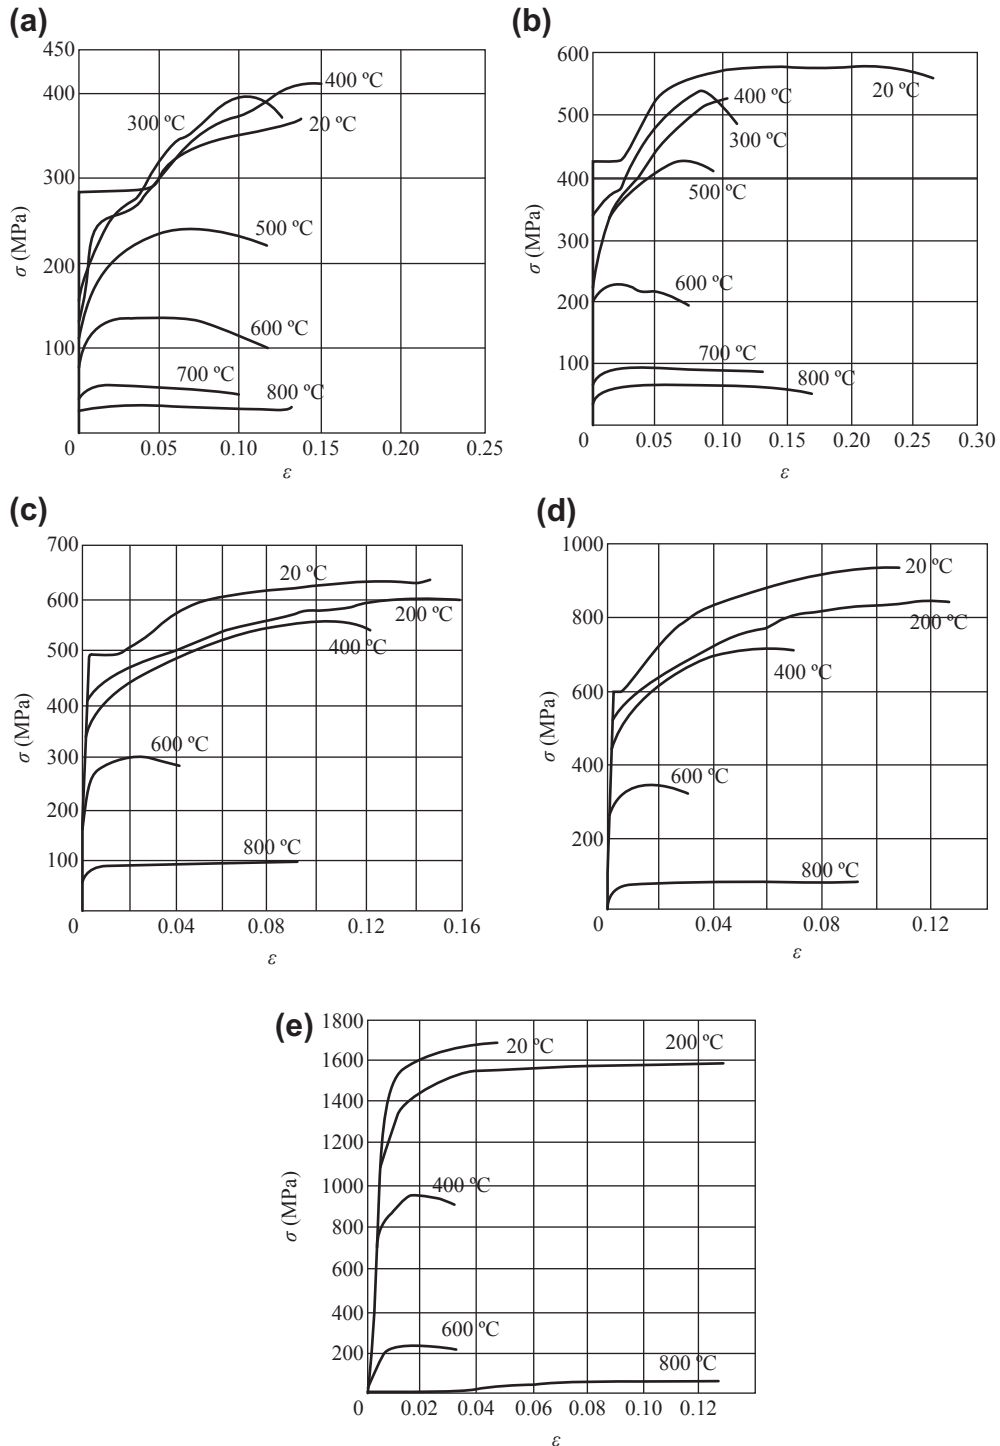 (a)
450
400
300
200
100
0
0.05
0.10
0.15
0.20
0.25
σ (MPa)
ε
400 ºC
300 ºC
20 ºC
500 ºC
600 ºC
700 ºC
800 ºC
(b)
600
500
400
300
200
100
0
0.05
0.10
0.15
0.20
0.25
0.30
σ (MPa)
ε
20 ºC
400 ºC
300 ºC
500 ºC
600 ºC
700 ºC
800 ºC
(c)
700
600
500
400
300
200
100
0
0.04
0.08
0.12
0.16
σ (MPa)
ε
20 ºC
200 ºC
400 ºC
600 ºC
800 ºC
(d)
1000
800
600
400
200
0
0.04
0.08
0.12
σ (MPa)
ε
20 ºC
200 ºC
400 ºC
600 ºC
800 ºC
(e)
1800
1600
1400
1200
1000
800
600
400
200
0
0.02
0.04
0.06
0.08
0.10
0.12
σ (MPa)
ε
20 ºC
200 ºC
400 ºC
600 ºC
800 ºC